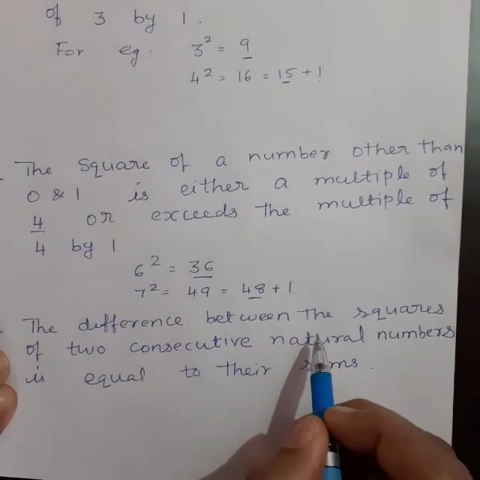 of 3 by 1.
For eg. 3² = 9
4² = 16 = 15 + 1
The square of a number other than
0 & 1 is either a multiple of
4 or exceeds the multiple of
4 by 1
6² = 36
7² = 49 = 48 + 1
The difference between the squares
of two consecutive natural numbers
is equal to their